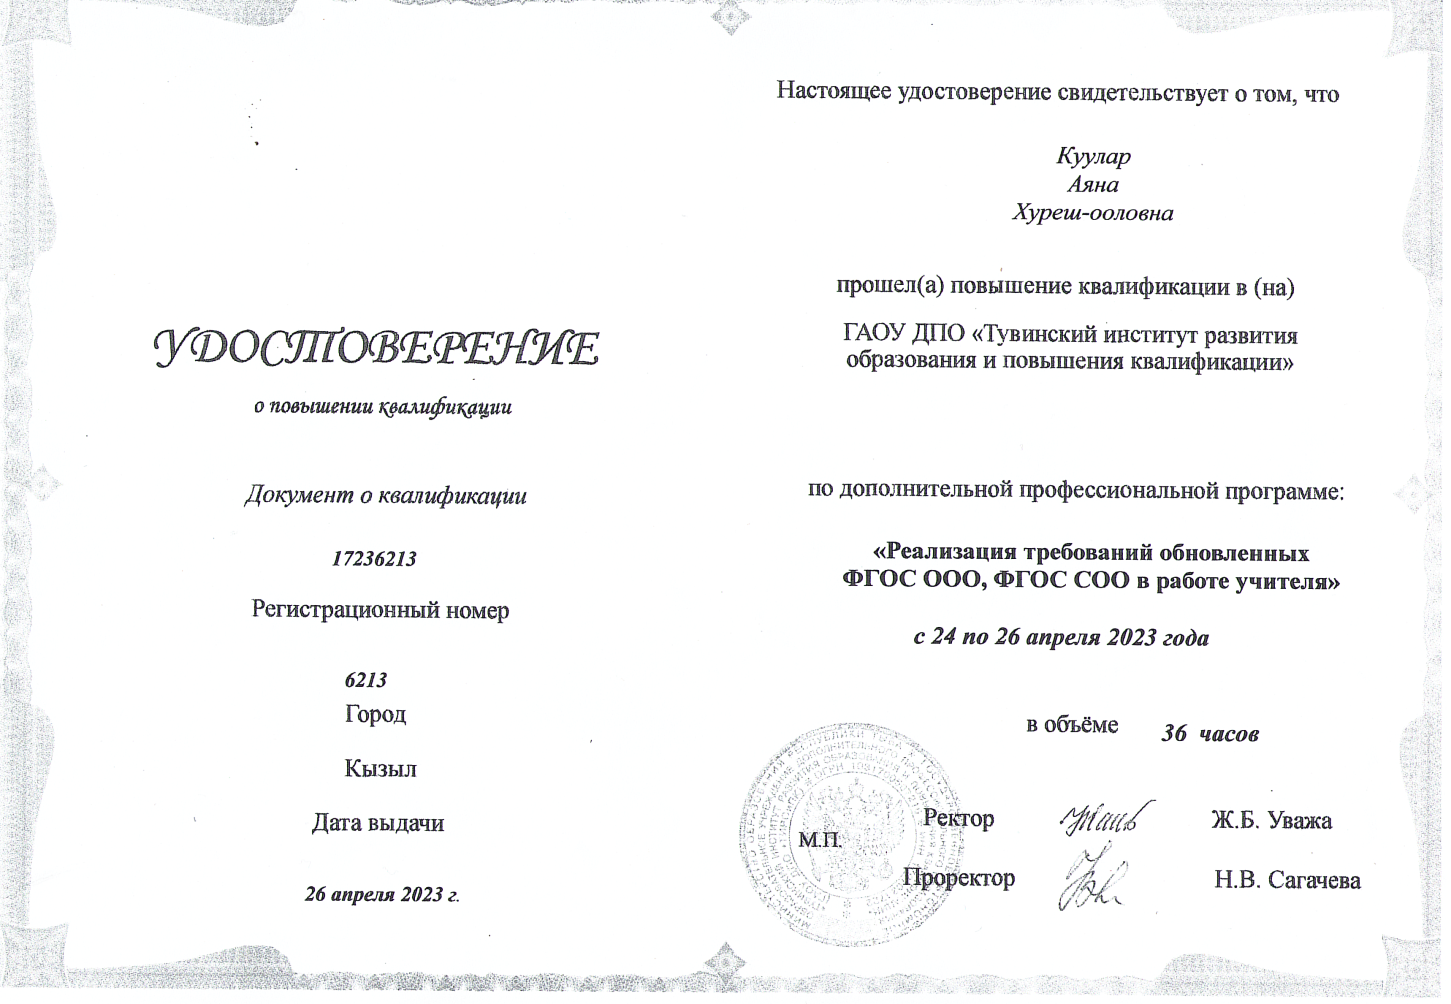 УДОСТОВЕРЕНИЕ
о повышении квалификации
Документ о квалификации
17236213
Регистрационный номер
6213
Город
Кызыл
Дата выдачи
26 апреля 2023 г.
Настоящее удостоверение свидетельствует о том, что
Куулар
Аяна
Хуреш-ооловна
прошел(а) повышение квалификации в (на)
ГАОУ ДПО «Тувинский институт развития
образования и повышения квалификации»
по дополнительной профессиональной программе:
«Реализация требований обновленных
ФГОС ООО, ФГОС СОО в работе учителя»
с 24 по 26 апреля 2023 года
в объёме 36 часов
М.П.
Ректор Ж.Б. Уважа
Проректор Н.В. Сагачева